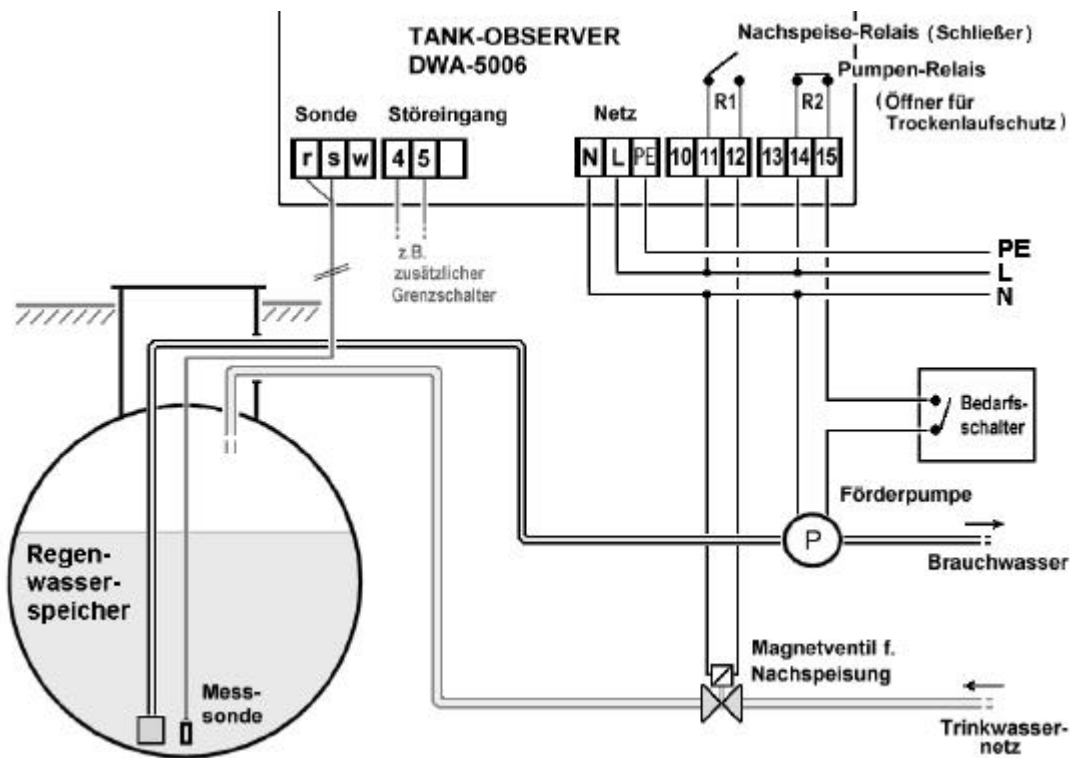 TANK-OBSERVER
DWA-5006
Nachspeise-Relais (Schließer)
Pumpen-Relais
(Öffner für
Trockenlaufschutz)
R1
R2
Sonde
Störeingang
Netz
r s w
4 5
N L PE
10 11 12
13 14 15
z.B.
zusätzlicher
Grenzschalter
PE
L
N
Bedarfs-
schalter
Förderpumpe
P
Brauchwasser
Regen-
wasser-
speicher
Mess-
sonde
Magnetventil f.
Nachspeisung
Trinkwasser-
netz